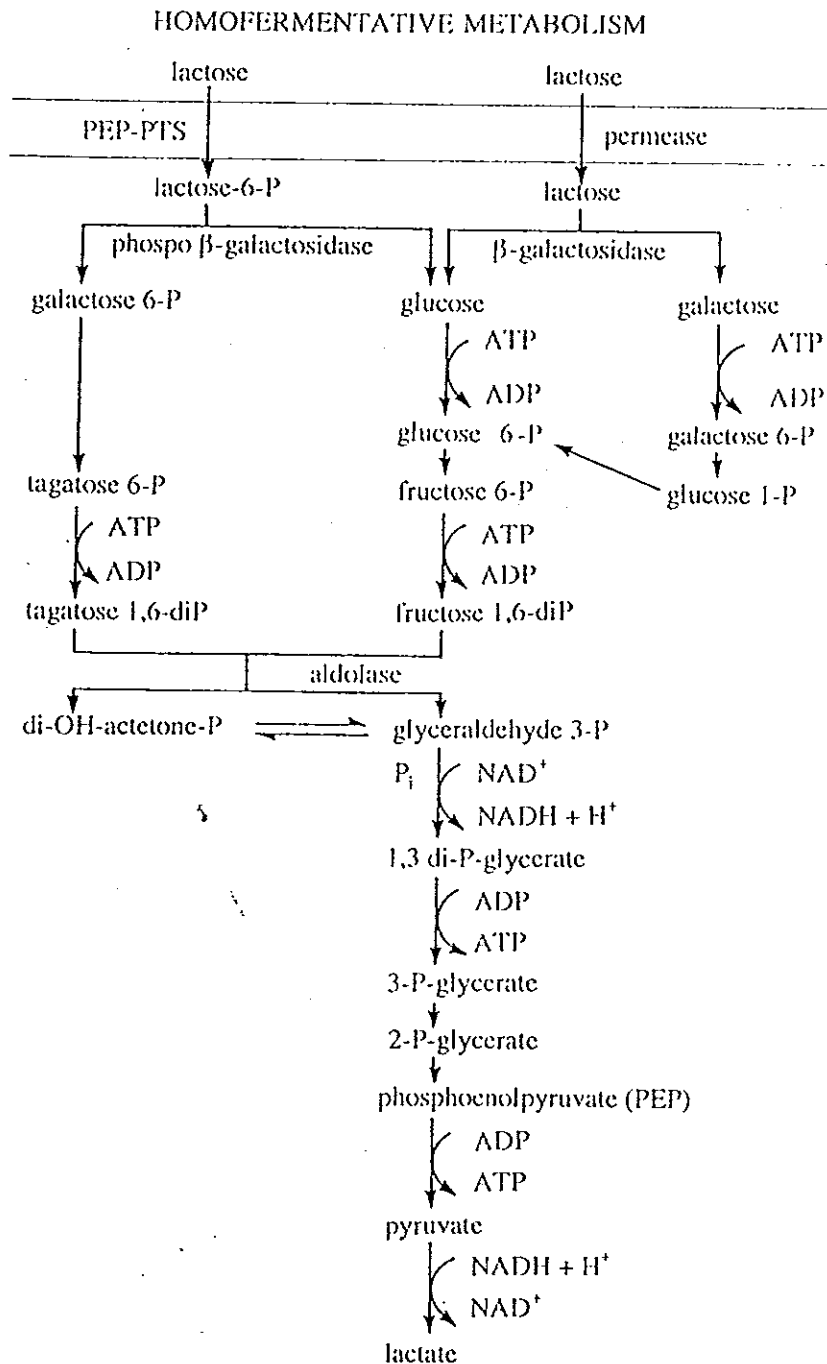 HOMOFERMENTATIVE METABOLISM
lactose lactose
PEP-PTS permease
lactose-6-P lactose
phospo β-galactosidase β-galactosidase
galactose 6-P glucose galactose
ATP ATP
ADP ADP
glucose 6-P galactose 6-P
tagatose 6-P fructose 6-P glucose 1-P
ATP ATP
ADP ADP
tagatose 1,6-diP fructose 1,6-diP
aldolase
di-OH-actetone-P glyceraldehyde 3-P
Pi NAD+
NADH + H+
1,3 di-P-glycerate
ADP
ATP
3-P-glycerate
2-P-glycerate
phosphoenolpyruvate (PEP)
ADP
ATP
pyruvate
NADH + H+
NAD+
lactate